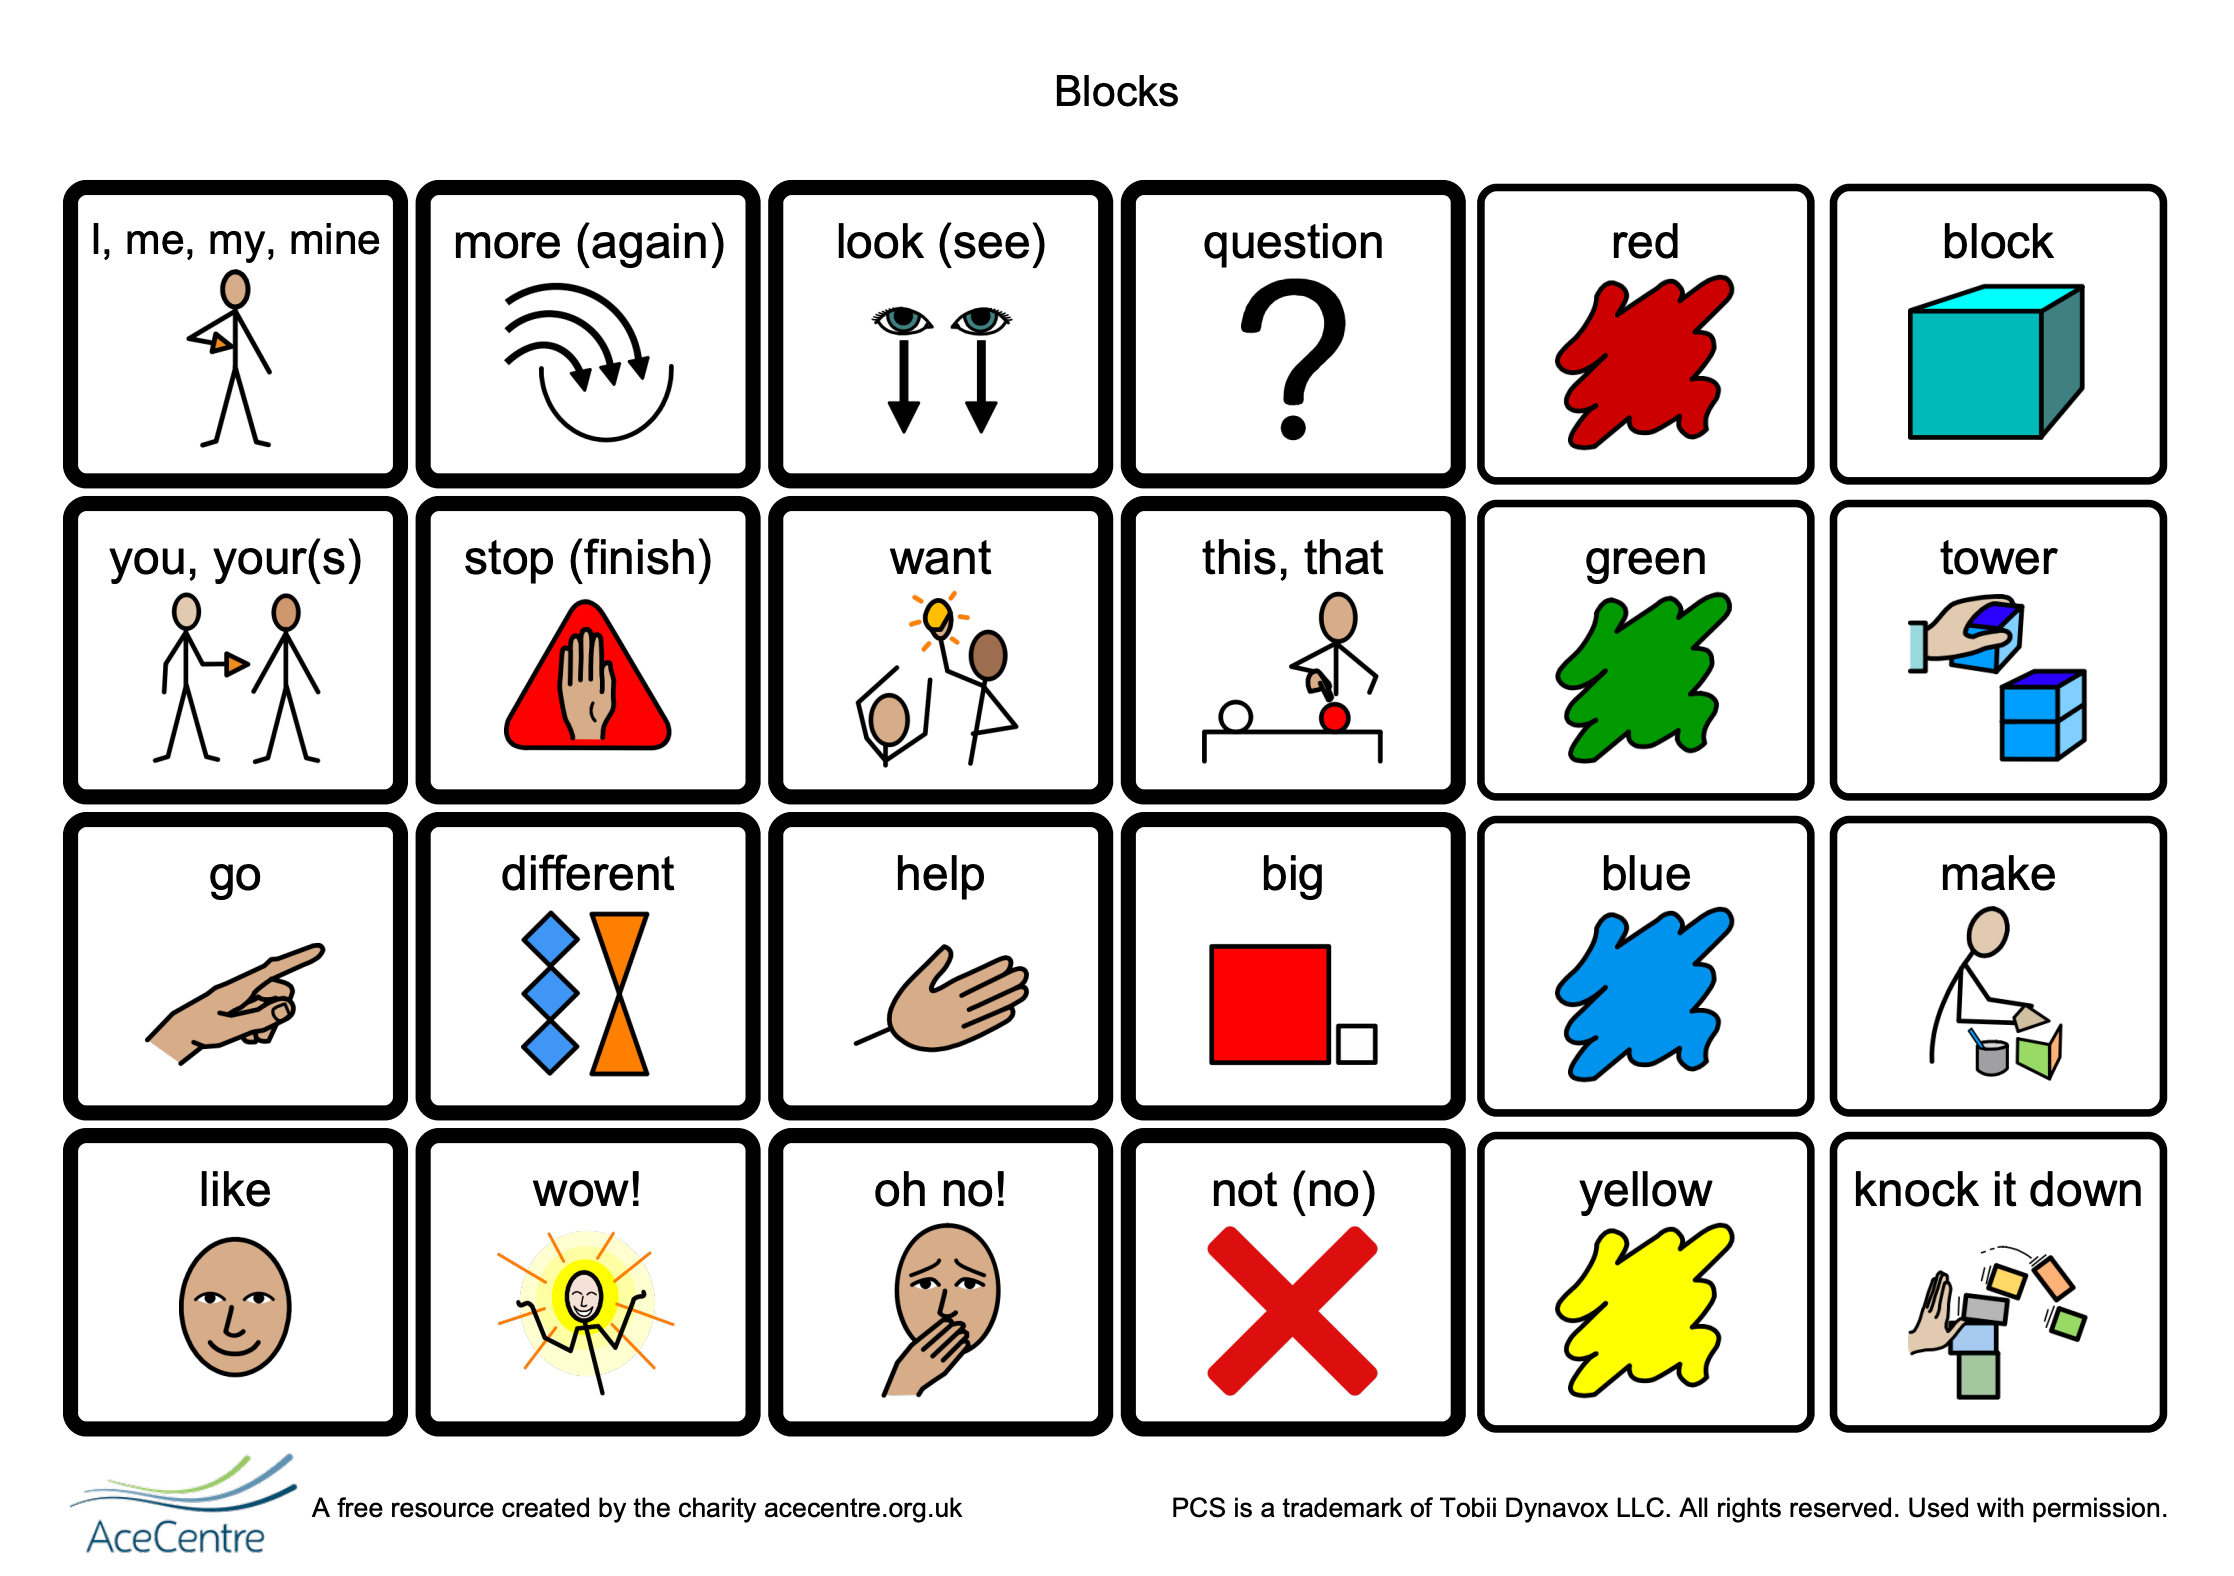 Blocks
I, me, my, mine
more (again)
look (see)
question
red
block
you, your(s)
stop (finish)
want
this, that
green
tower
go
different
help
big
blue
make
like
wow!
oh no!
not (no)
yellow
knock it down
AceCentre
A free resource created by the charity acecentre.org.uk
PCS is a trademark of Tobii Dynavox LLC. All rights reserved. Used with permission.